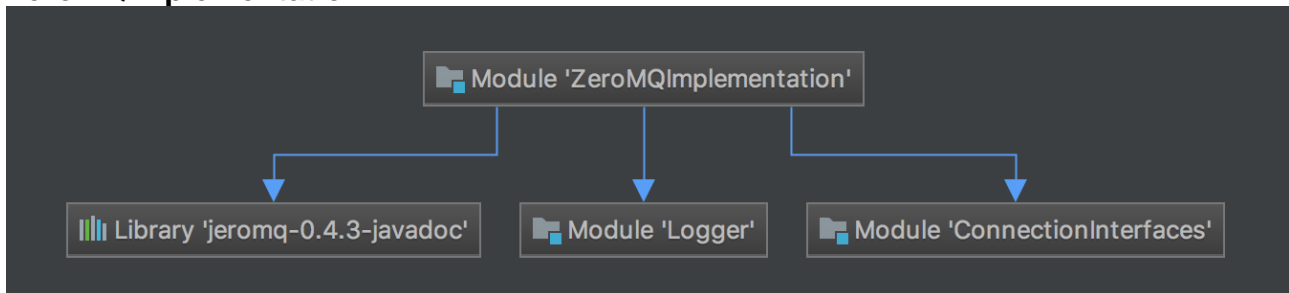 Module 'ZeroMQImplementation'
Library 'jeromq-0.4.3-javadoc'
Module 'Logger'
Module 'ConnectionInterfaces'